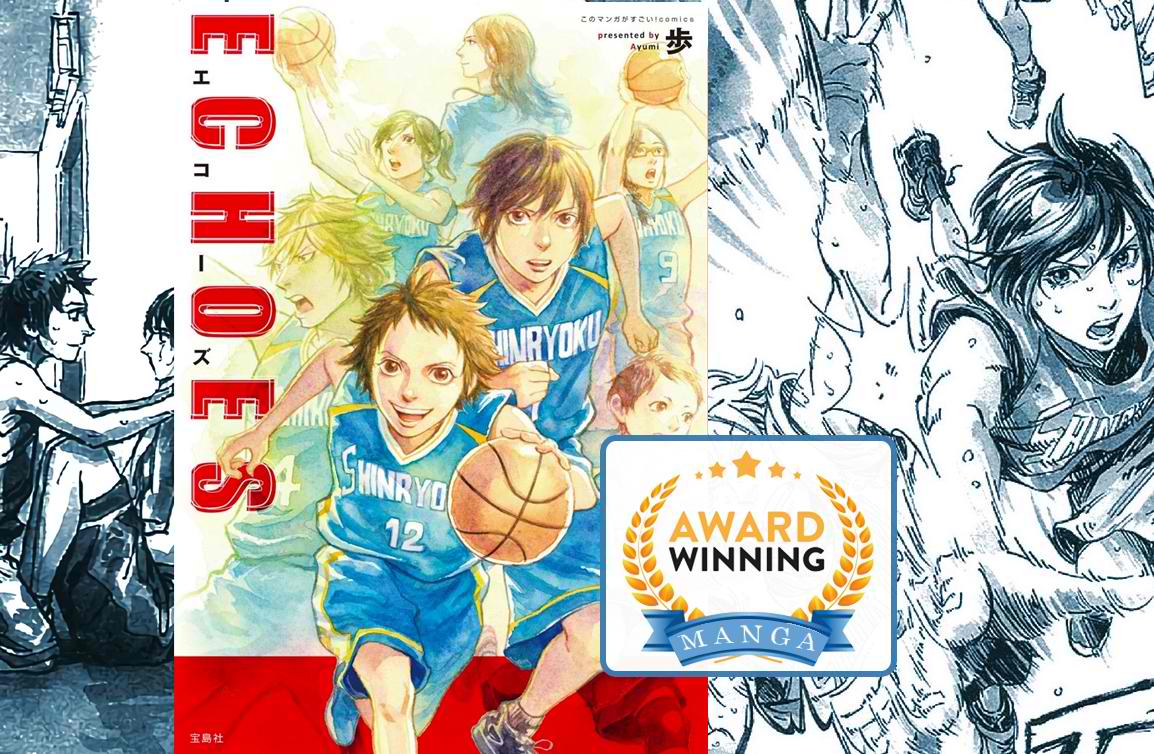 ECHOES
エコーズ
このマンガがすごい!comics
presented by
Ayumi
歩
SHINRYOKU
9
HINRYOKU
4
SHINRYO
12
宝島社
AWARD
WINNING
MANGA